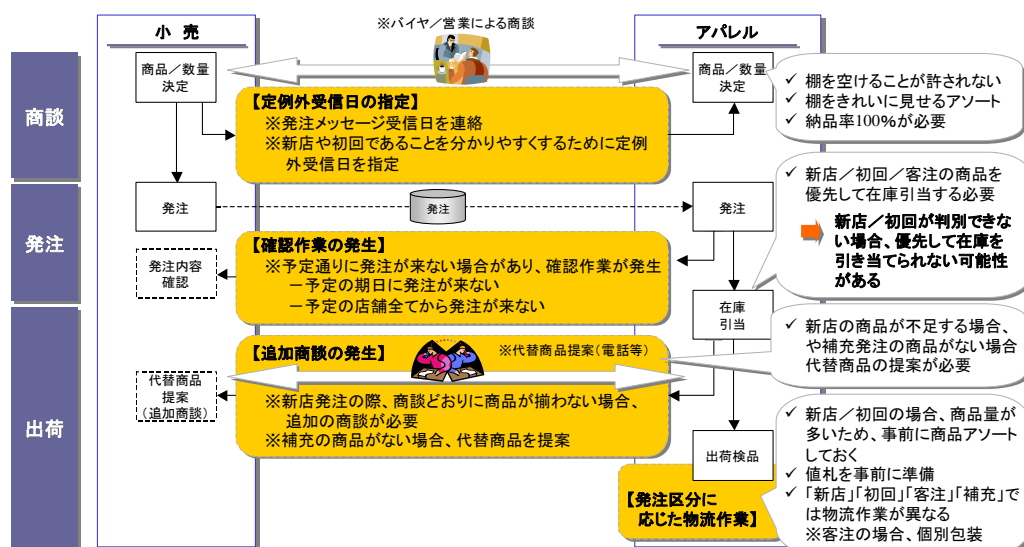 小 売
※バイヤ／営業による商談
アパレル
商談
商品／数量
決定
商品／数量
決定
✓ 棚を空けることが許されない
✓ 棚をきれいに見せるアソート
✓ 納品率100%が必要
【定例外受信日の指定】
※発注メッセージ受信日を連絡
※新店や初回であることを分かりやすくするために定例
外受信日を指定
発注
発注
発注
発注
✓ 新店／初回／客注の商品を
優先して在庫引当する必要
新店／初回が判別できな
い場合、優先して在庫を
引き当てられない可能性
がある
【確認作業の発生】
※予定通りに発注が来ない場合があり、確認作業が発生
－予定の期日に発注が来ない
－予定の店舗全てから発注が来ない
発注内容
確認
在庫
引当
出荷
【追加商談の発生】
※代替商品提案（電話等）
✓ 新店の商品が不足する場合、
や補充発注の商品がない場合
代替商品の提案が必要
代替商品
提案
（追加商談）
※新店発注の際、商談どおりに商品が揃わない場合、
追加の商談が必要
※補充の商品がない場合、代替商品を提案
出荷検品
✓ 新店／初回の場合、商品量が
多いため、事前に商品アソート
しておく
✓ 値札を事前に準備
✓ 「新店」「初回」「客注」「補充」で
は物流作業が異なる
※客注の場合、個別包装
【発注区分に
応じた物流作業】